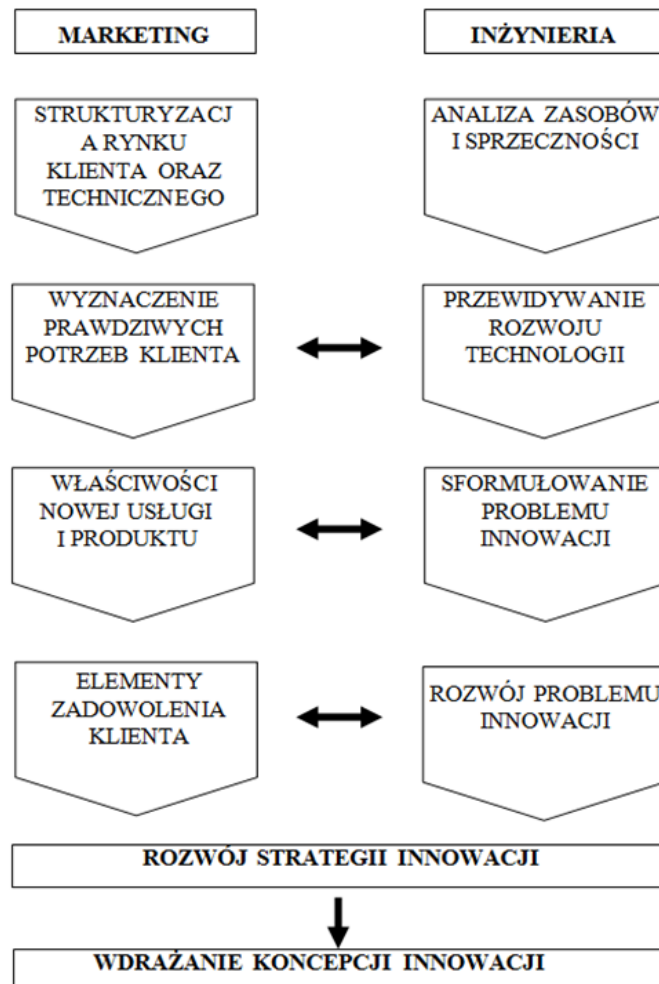 MARKETING
INŻYNIERIA
STRUKTURYZACJ
A RYNKU
KLIENTA ORAZ
TECHNICZNEGO
ANALIZA ZASOBÓW
I SPRZECZNOŚCI
WYZNACZENIE
PRAWDZIWYCH
POTRZEB KLIENTA
PRZEWIDYWANIE
ROZWOJU
TECHNOLOGII
WŁAŚCIWOŚCI
NOWEJ USŁUGI
I PRODUKTU
SFORMUŁOWANIE
PROBLEMU
INNOWACJI
ELEMENTY
ZADOWOLENIA
KLIENTA
ROZWÓJ PROBLEMU
INNOWACJI
ROZWÓJ STRATEGII INNOWACJI
WDRAŻANIE KONCEPCJI INNOWACJI